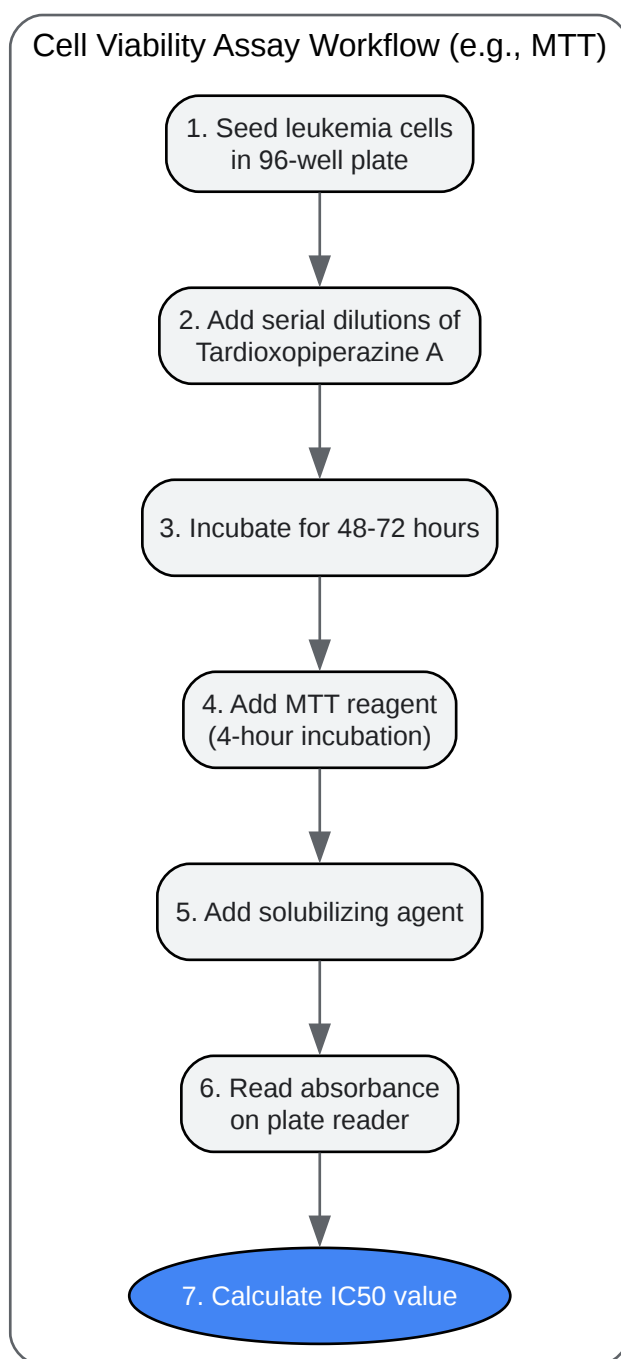 Cell Viability Assay Workflow (e.g., MTT)
1. Seed leukemia cells
in 96-well plate
2. Add serial dilutions of
Tardioxopiperazine A
3. Incubate for 48-72 hours
4. Add MTT reagent
(4-hour incubation)
5. Add solubilizing agent
6. Read absorbance
on plate reader
7. Calculate IC50 value